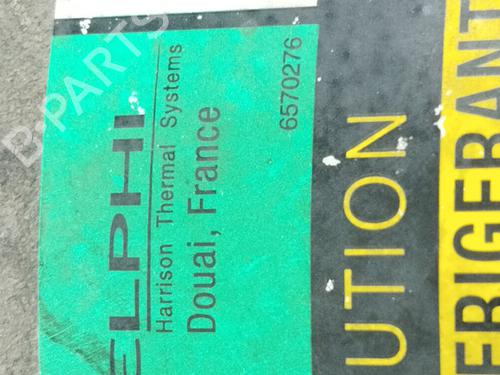 ELPHI
Harrison Thermal Systems
Douai, France
6570276
UTION
ERIGERANT
B-PARTS